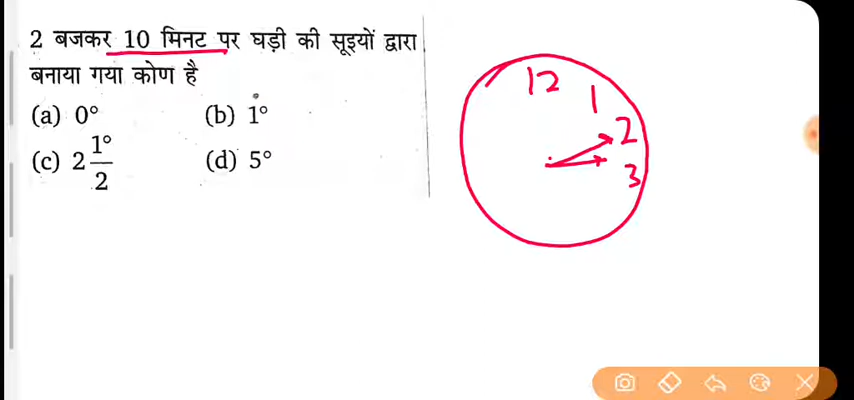 2 बजकर 10 मिनट पर घड़ी की सूइयों द्वारा
बनाया गया कोण है
(a) 0° (b) 1°
(c) 2 1°/2 (d) 5°
12
1
2
3